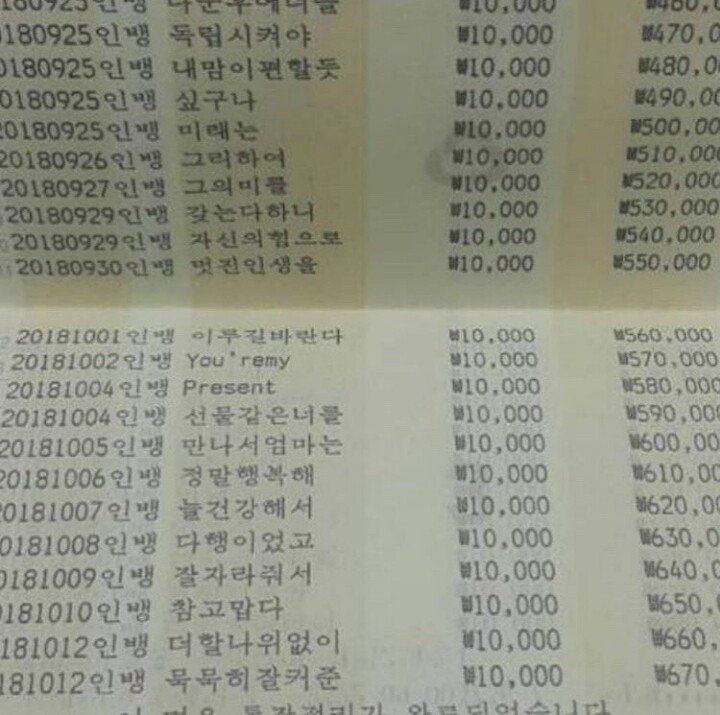 독립시켜야 ₩10,000 ₩470,0
0180925인뱅 내맘이편할듯 ₩10,000 ₩480,0
0180925인뱅 싶구나 ₩10,000 ₩490,00
20180925인뱅 미래는 ₩10,000 ₩500,00
20180926인뱅 그리하여 ₩10,000 ₩510,000
20180927인뱅 그의미를 ₩10,000 ₩520,000
20180929인뱅 갖는다하니 ₩10,000 ₩530,000
20180929인뱅 자신의힘으로 ₩10,000 ₩540,000
20180930인뱅 멋진인생을 ₩10,000 ₩550,000
20181001인뱅 이루길바란다 ₩10,000 ₩560,000
20181002인뱅 You'remy ₩10,000 ₩570,000
20181004인뱅 Present ₩10,000 ₩580,000
20181004인뱅 선물같은너를 ₩10,000 ₩590,000
20181005인뱅 만나서엄마는 ₩10,000 ₩600,00
20181006인뱅 정말행복해 ₩10,000 ₩610,0
20181007인뱅 늘건강해서 ₩10,000 ₩620,0
0181008인뱅 다행이었고 ₩10,000 ₩630,0
0181009인뱅 잘자라줘서 ₩10,000 ₩640,0
0181010인뱅 참고맙다 ₩10,000 ₩650,
181012인뱅 더할나위없이 ₩10,000 ₩660,
181012인뱅 묵묵히잘커준 ₩10,000 ₩670,